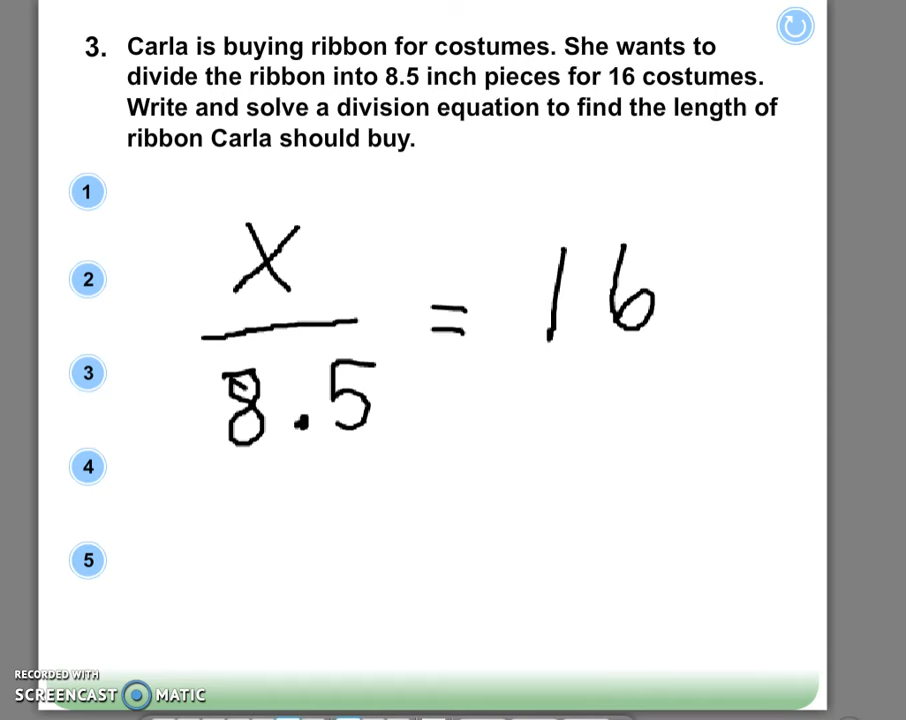 3. Carla is buying ribbon for costumes. She wants to
divide the ribbon into 8.5 inch pieces for 16 costumes.
Write and solve a division equation to find the length of
ribbon Carla should buy.
1
x
2
= 16
3
8.5
4
5
RECORDED WITH
SCREENCAST MATIC